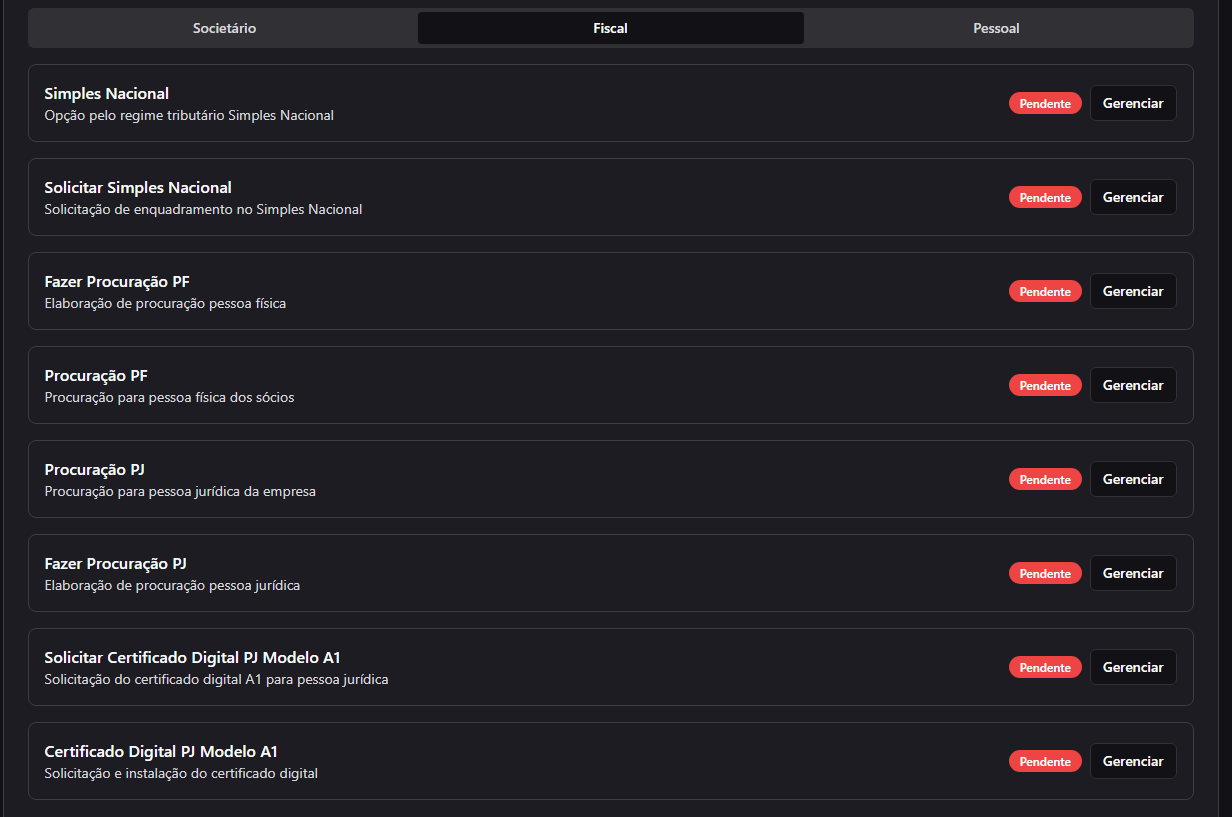 Societário
Fiscal
Pessoal
Simples Nacional
Opção pelo regime tributário Simples Nacional
Pendente
Gerenciar
Solicitar Simples Nacional
Solicitação de enquadramento no Simples Nacional
Pendente
Gerenciar
Fazer Procuração PF
Elaboração de procuração pessoa física
Pendente
Gerenciar
Procuração PF
Procuração para pessoa física dos sócios
Pendente
Gerenciar
Procuração PJ
Procuração para pessoa jurídica da empresa
Pendente
Gerenciar
Fazer Procuração PJ
Elaboração de procuração pessoa jurídica
Pendente
Gerenciar
Solicitar Certificado Digital PJ Modelo A1
Solicitação do certificado digital A1 para pessoa jurídica
Pendente
Gerenciar
Certificado Digital PJ Modelo A1
Solicitação e instalação do certificado digital
Pendente
Gerenciar